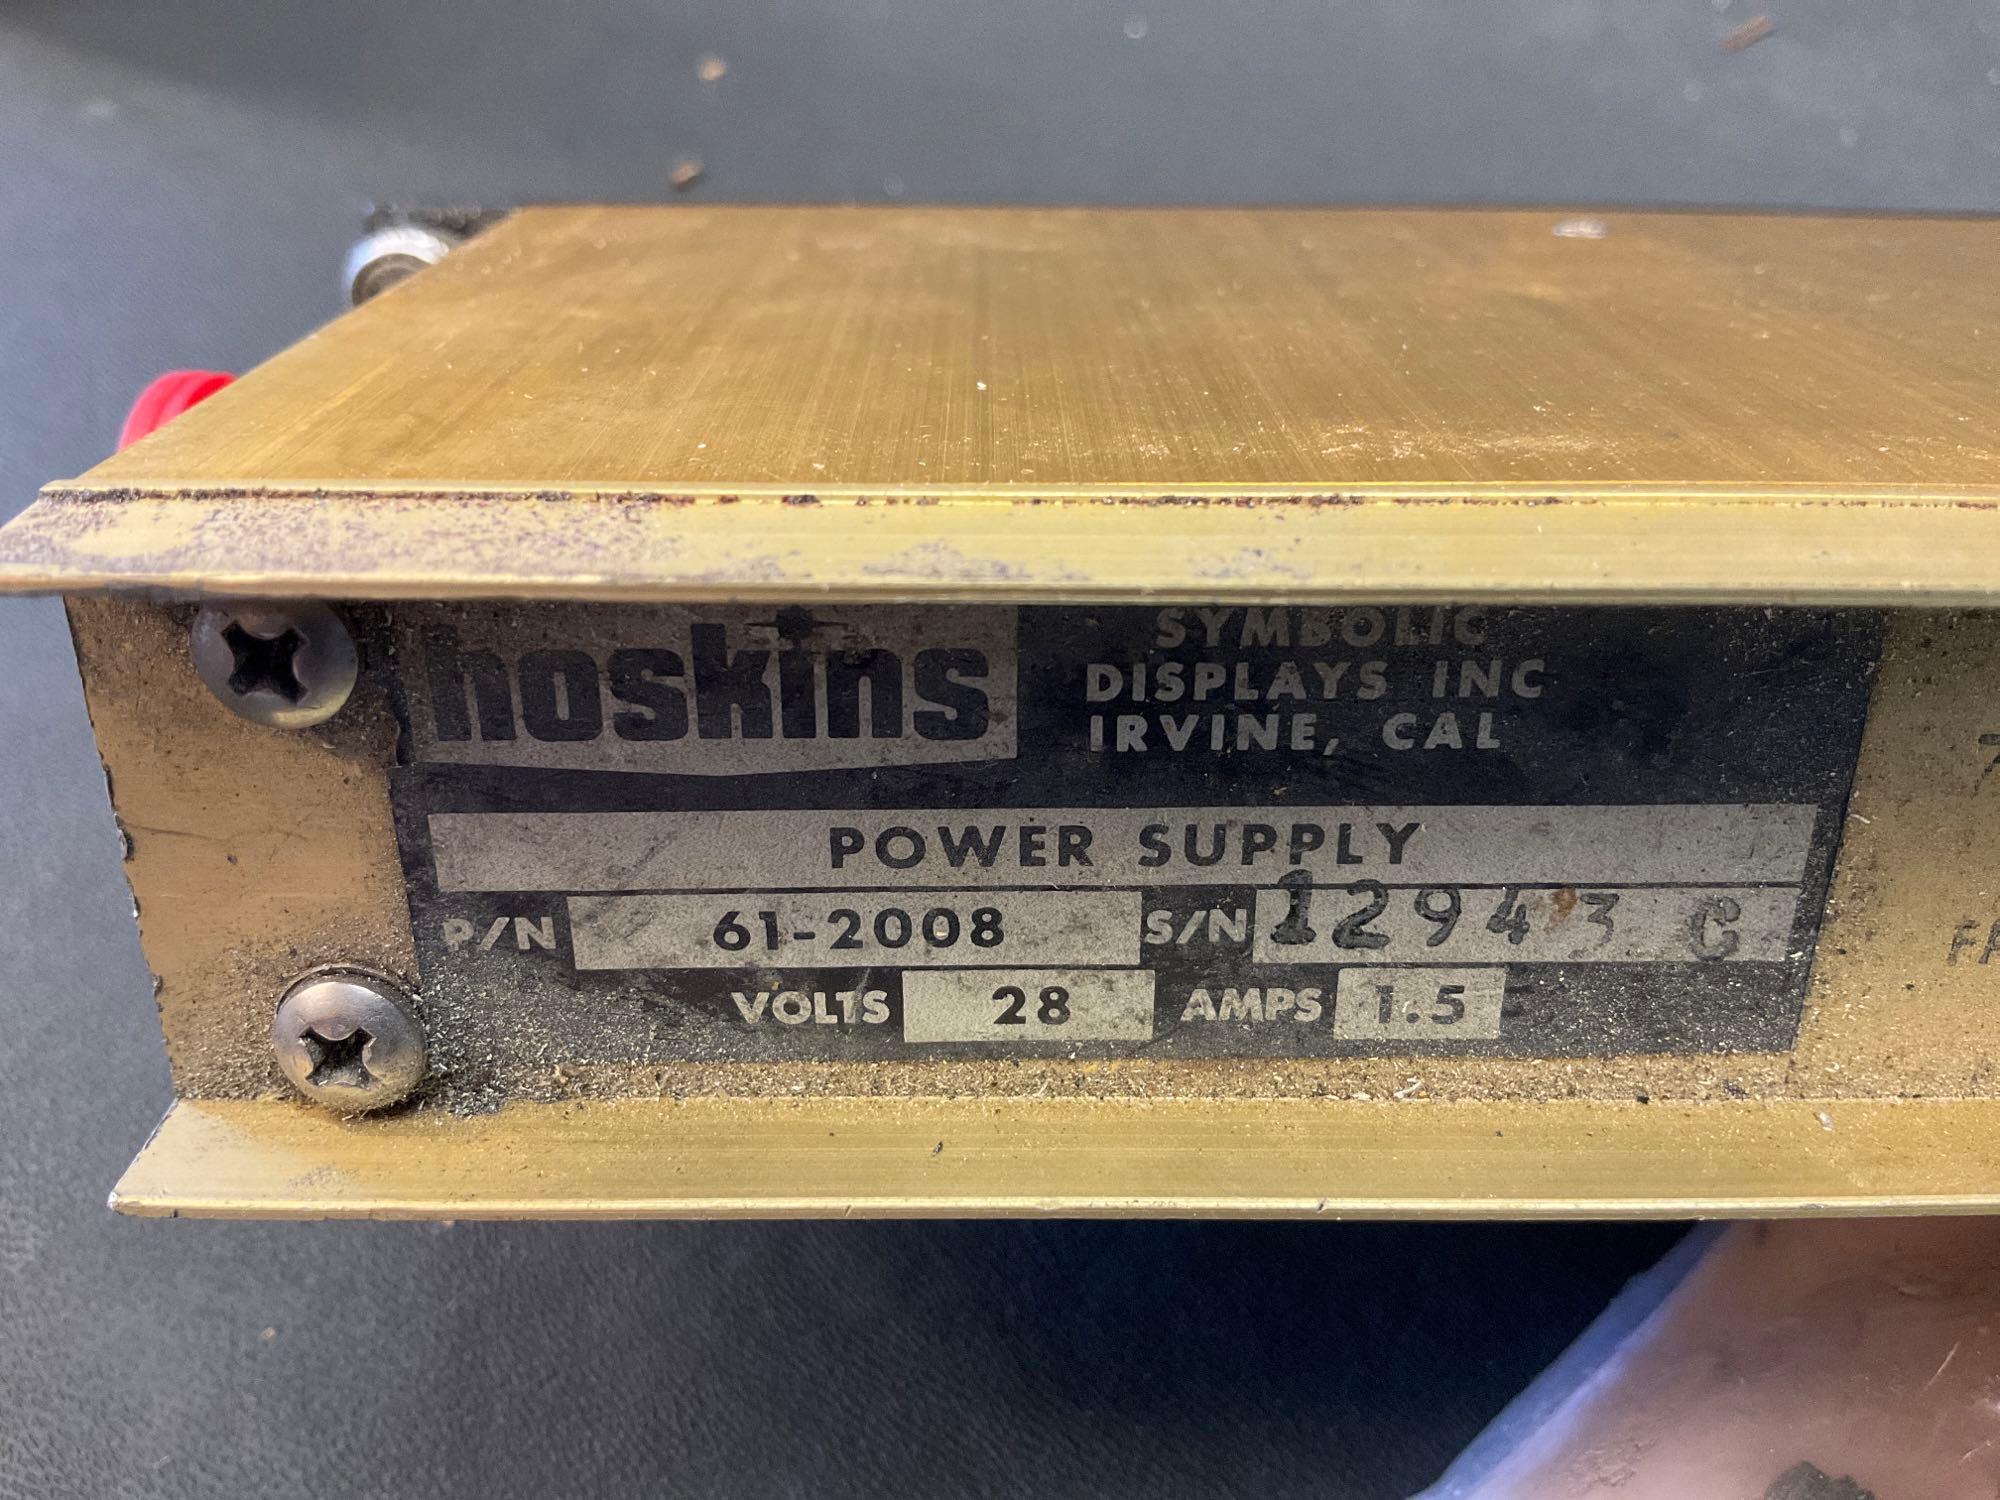 hoskins
SYMBOLIC
DISPLAYS INC
IRVINE, CAL
POWER SUPPLY
P/N 61-2008 S/N 12943 C
VOLTS 28 AMPS 1.5